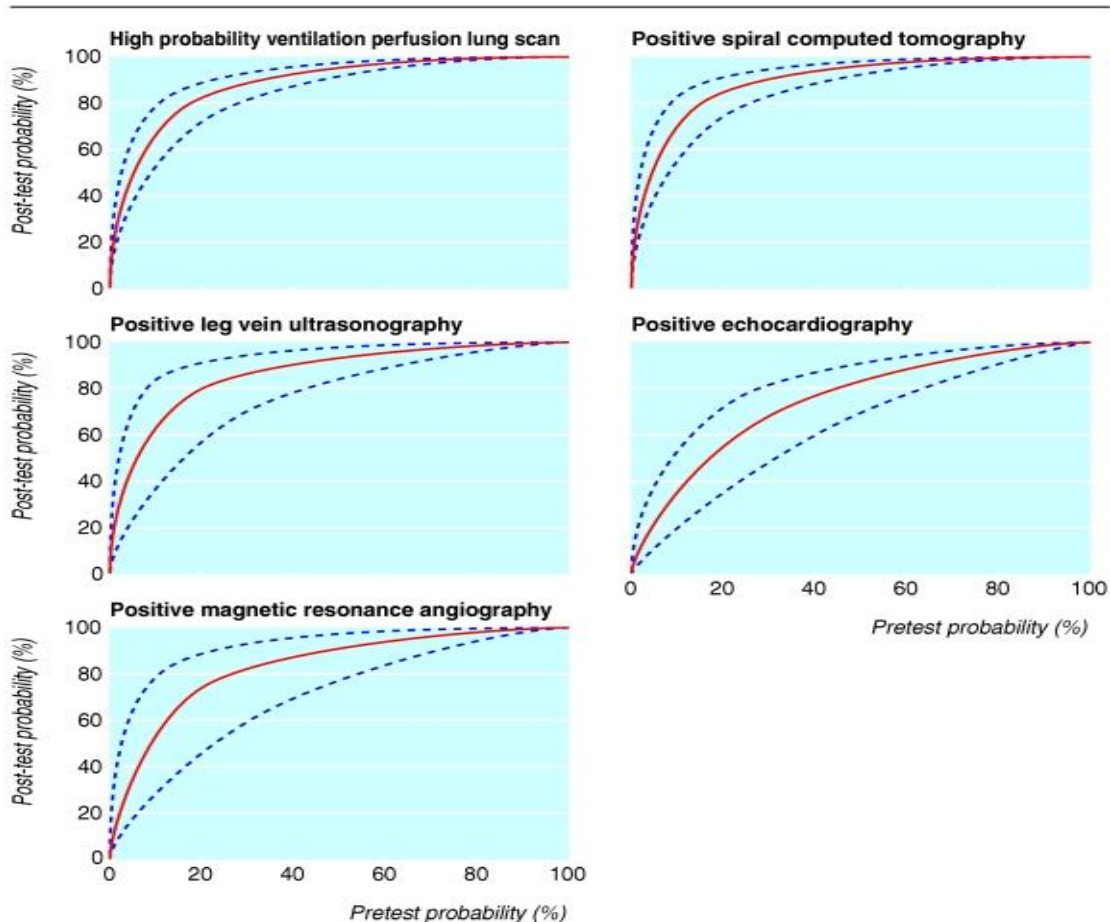 High probability ventilation perfusion lung scan
Post-test probability (%)
100
80
60
40
20
0
Positive spiral computed tomography
Positive leg vein ultrasonography
Post-test probability (%)
100
80
60
40
20
0
Positive echocardiography
0 20 40 60 80 100
Pretest probability (%)
Positive magnetic resonance angiography
Post-test probability (%)
100
80
60
40
20
0
0 20 40 60 80 100
Pretest probability (%)